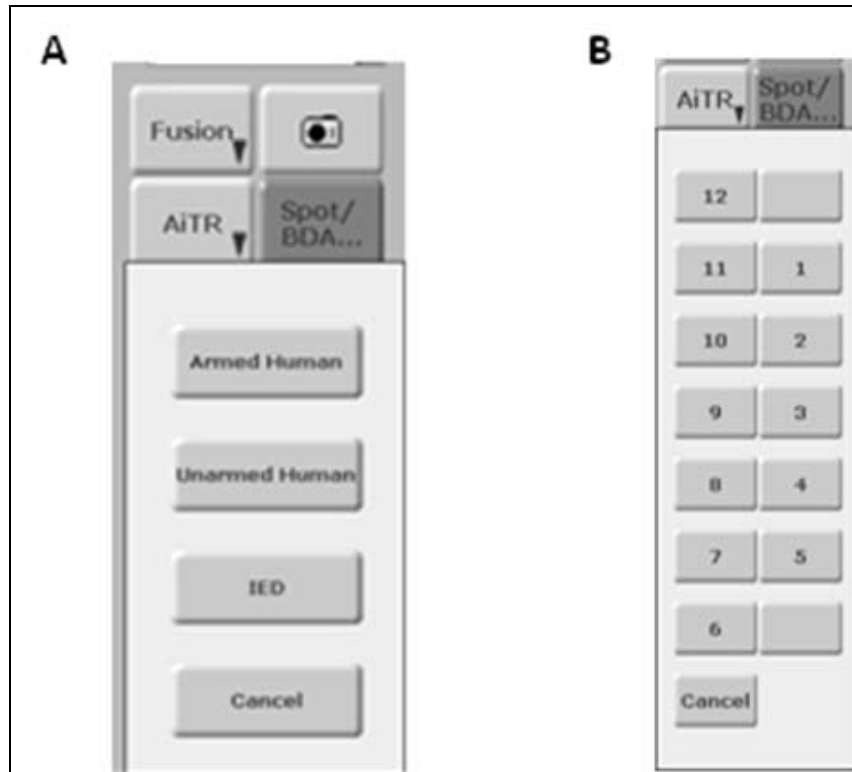 A
Fusion
AiTR
Spot/
BDA...
Armed Human
Unarmed Human
IED
Cancel
B
AiTR
Spot/
BDA...
12
11 1
10 2
9 3
8 4
7 5
6
Cancel